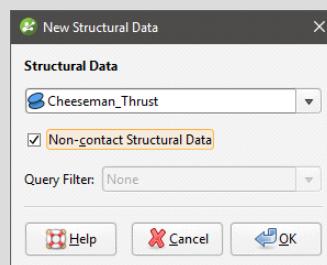 New Structural Data
Structural Data
Cheeseman_Thrust
Non-contact Structural Data
Query Filter: None
Help Cancel OK